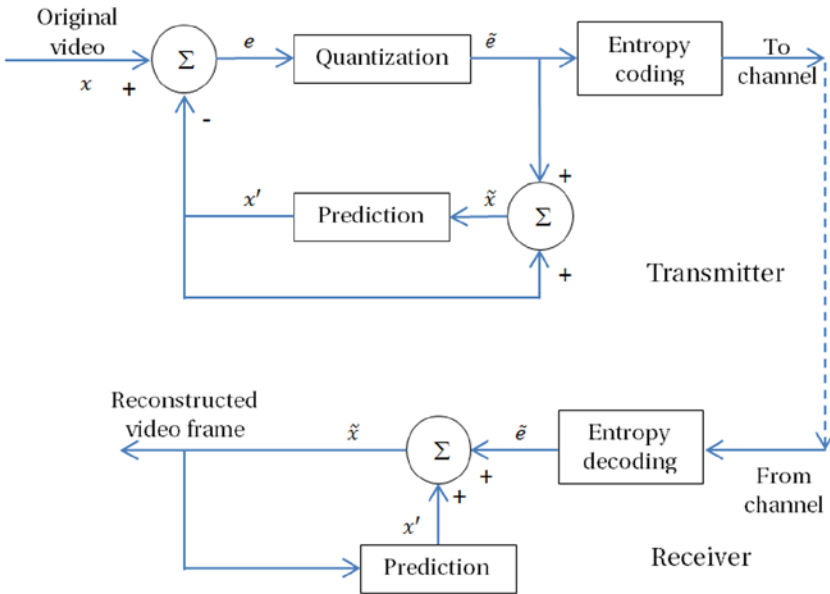 Original
video
x
+
Σ
e
Quantization
ẽ
Entropy
coding
To
channel
-
+
x′
Prediction
x̃
Σ
+
Transmitter
Reconstructed
video frame
x̃
Σ
ẽ
+
+
Entropy
decoding
From
channel
x′
Prediction
Receiver